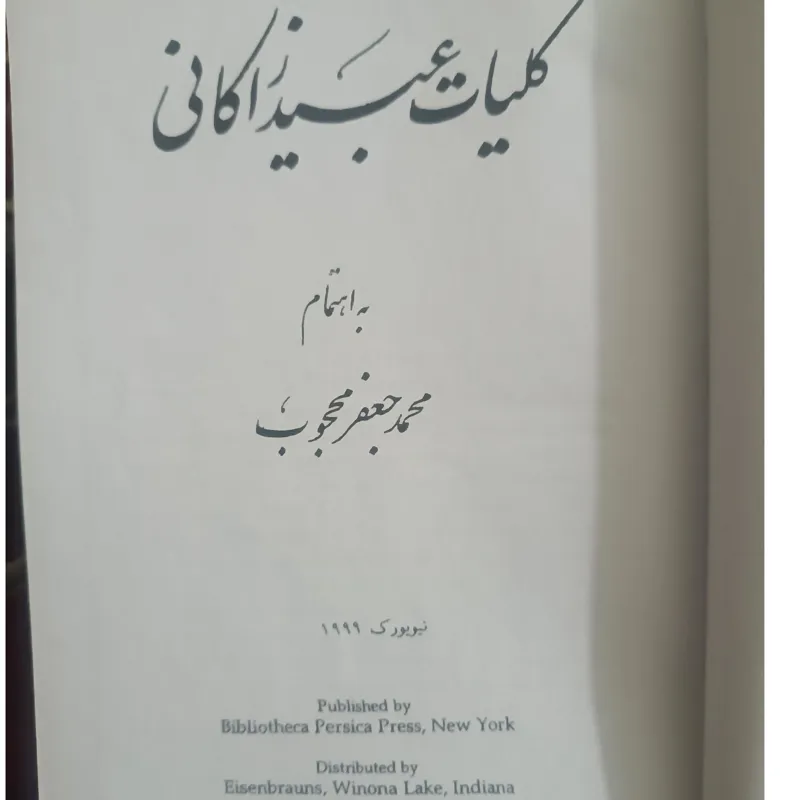 کلیات عبید زاکانی
به اهتمام
محمد جعفر محجوب
نیویورک ۱۹۹۹
Published by
Bibliotheca Persica Press, New York
Distributed by
Eisenbrauns, Winona Lake, Indiana